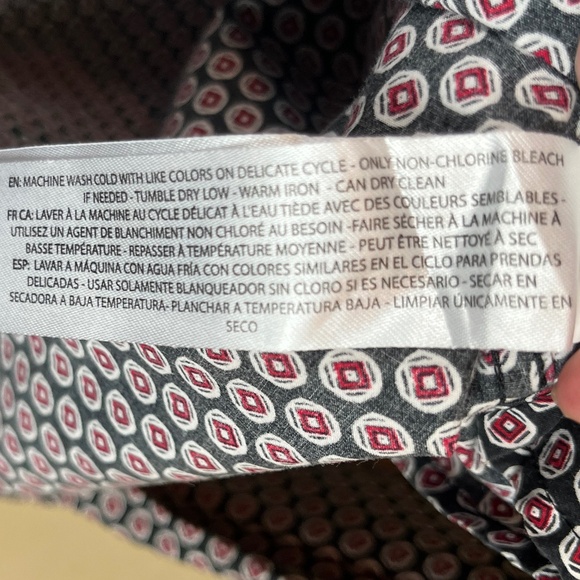 EN: MACHINE WASH COLD WITH LIKE COLORS ON DELICATE CYCLE - ONLY NON-CHLORINE BLEACH
IF NEEDED - TUMBLE DRY LOW - WARM IRON - CAN DRY CLEAN
FR CA: LAVER À LA MACHINE AU CYCLE DÉLICAT À L'EAU TIÈDE AVEC DES COULEURS SEMBLABLES -
UTILISEZ UN AGENT DE BLANCHIMENT NON CHLORÉ AU BESOIN -FAIRE SÉCHER À LA MACHINE À
BASSE TEMPÉRATURE - REPASSER À TEMPÉRATURE MOYENNE - PEUT ÊTRE NETTOYÉ À SEC
ESP: LAVAR A MÁQUINA CON AGUA FRÍA CON COLORES SIMILARES EN EL CICLO PARA PRENDAS
DELICADAS - USAR SOLAMENTE BLANQUEADOR SIN CLORO SI ES NECESARIO - SECAR EN
SECADORA A BAJA TEMPERATURA- PLANCHAR A TEMPERATURA BAJA - LIMPIAR ÚNICAMENTE EN
SECO